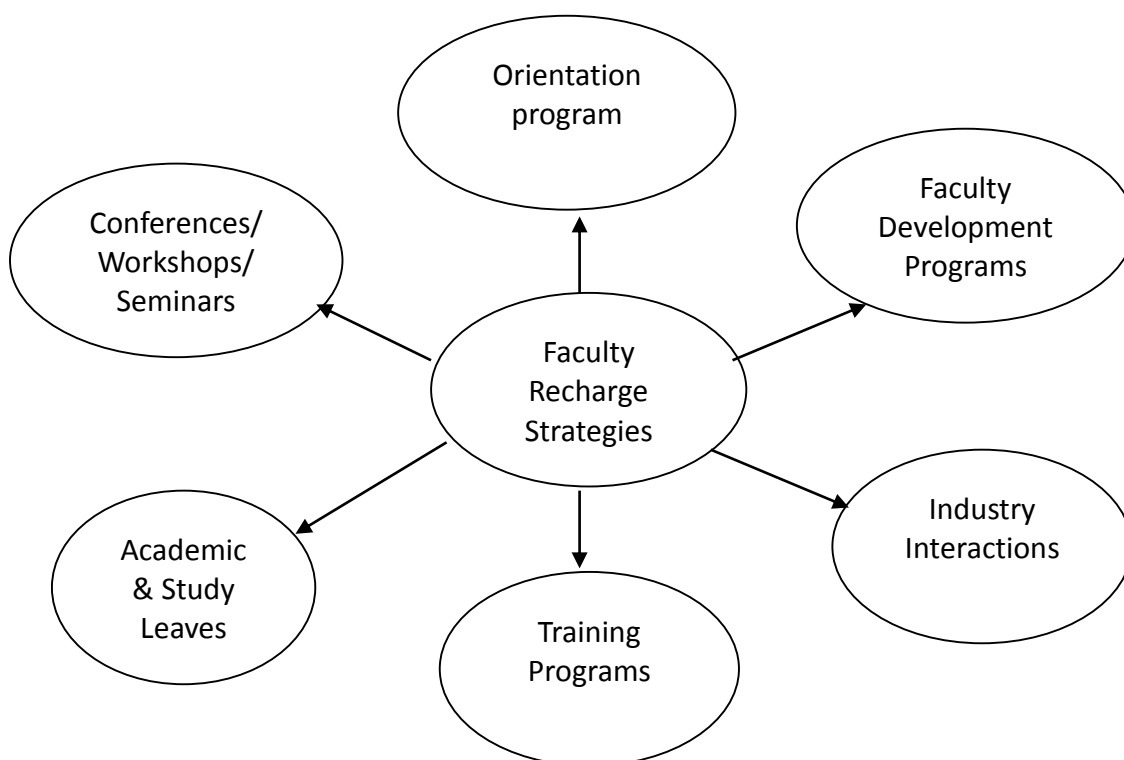 Orientation
program
Faculty
Development
Programs
Conferences/
Workshops/
Seminars
Faculty
Recharge
Strategies
Industry
Interactions
Academic
& Study
Leaves
Training
Programs